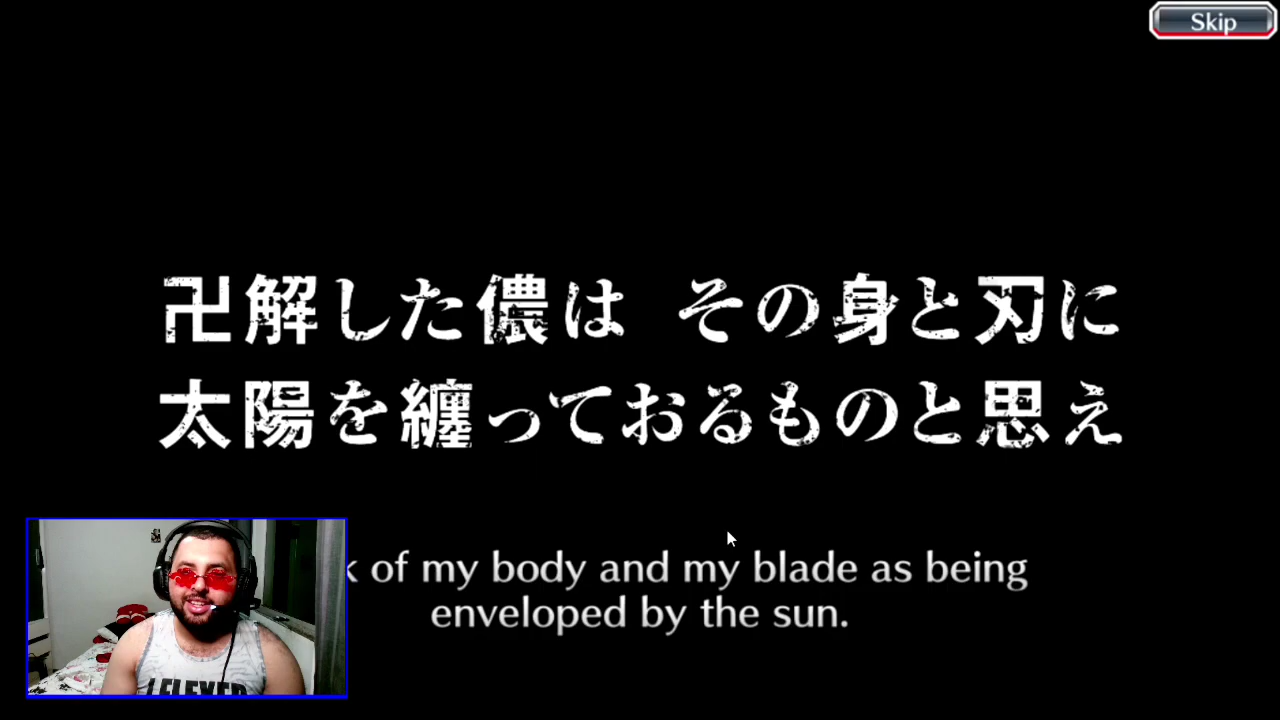 Skip
卍解した儂は その身と刃に
太陽を纏っておるものと思え
of my body and my blade as being
enveloped by the sun.